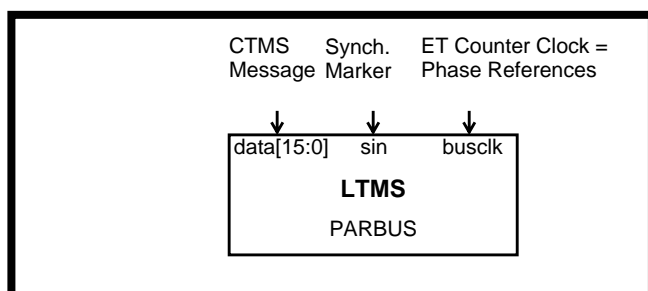 CTMS Synch. ET Counter Clock =
Message Marker Phase References
data[15:0] sin busclk
LTMS
PARBUS